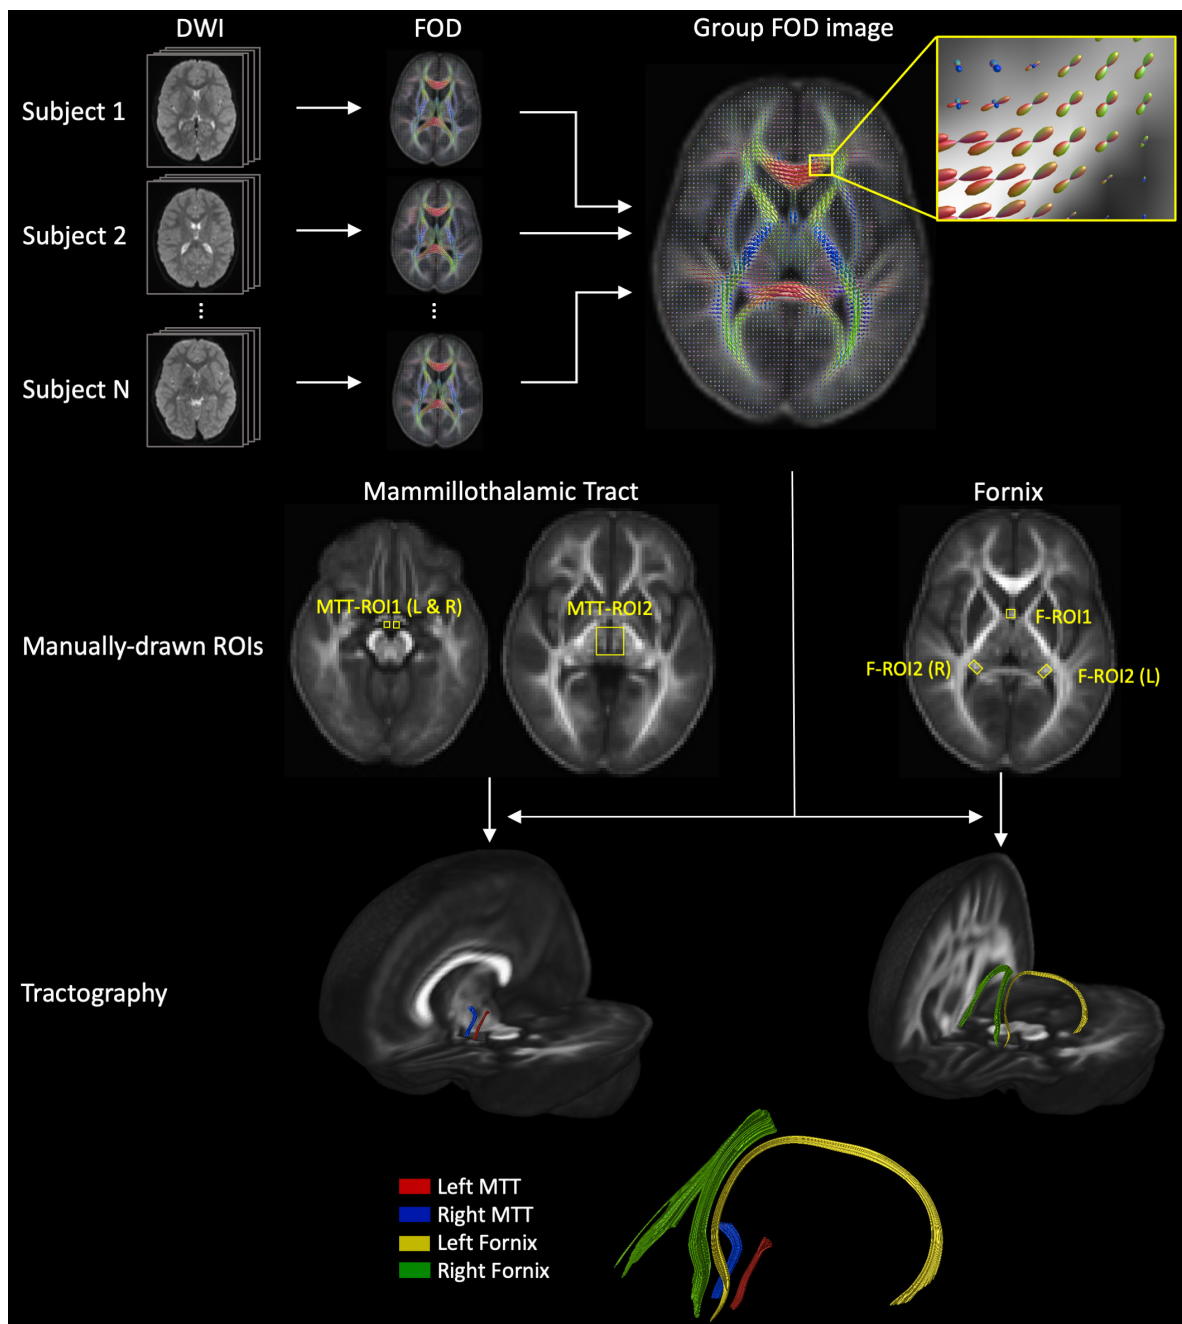 DWI
FOD
Group FOD image
Subject 1
Subject 2
Subject N
Mammillothalamic Tract
Fornix
MTT-ROI1 (L & R)
MTT-ROI2
F-ROI1
Manually-drawn ROIs
F-ROI2 (R)
F-ROI2 (L)
Tractography
Left MTT
Right MTT
Left Fornix
Right Fornix